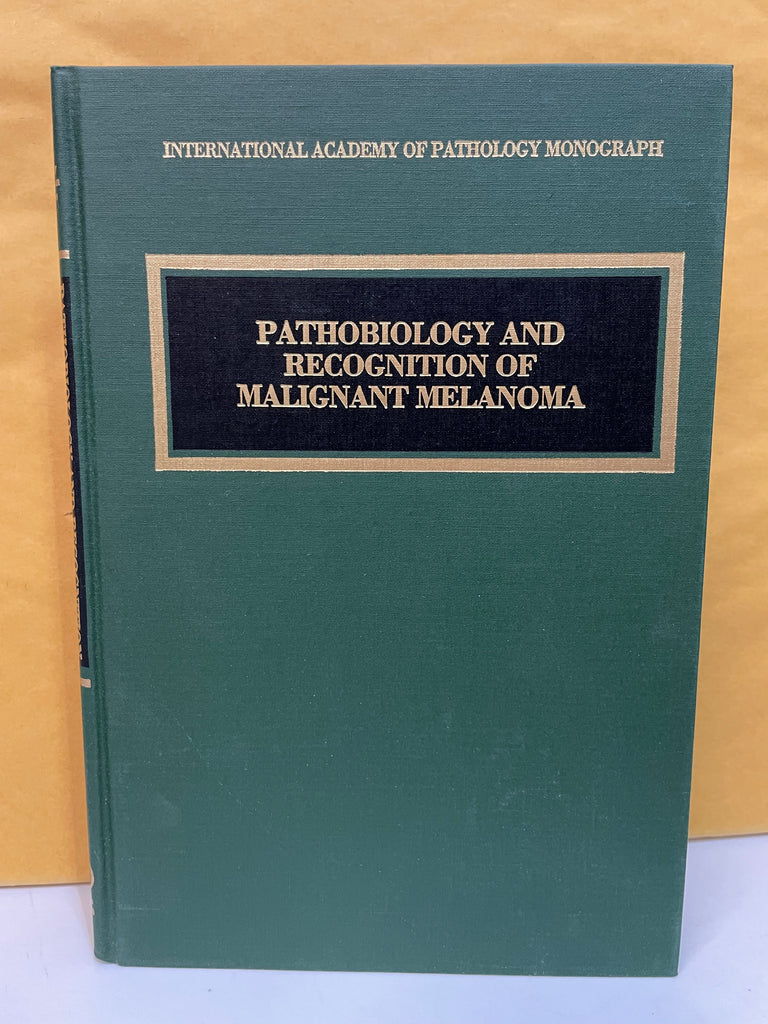 INTERNATIONAL ACADEMY OF PATHOLOGY MONOGRAPH
PATHOBIOLOGY AND
RECOGNITION OF
MALIGNANT MELANOMA